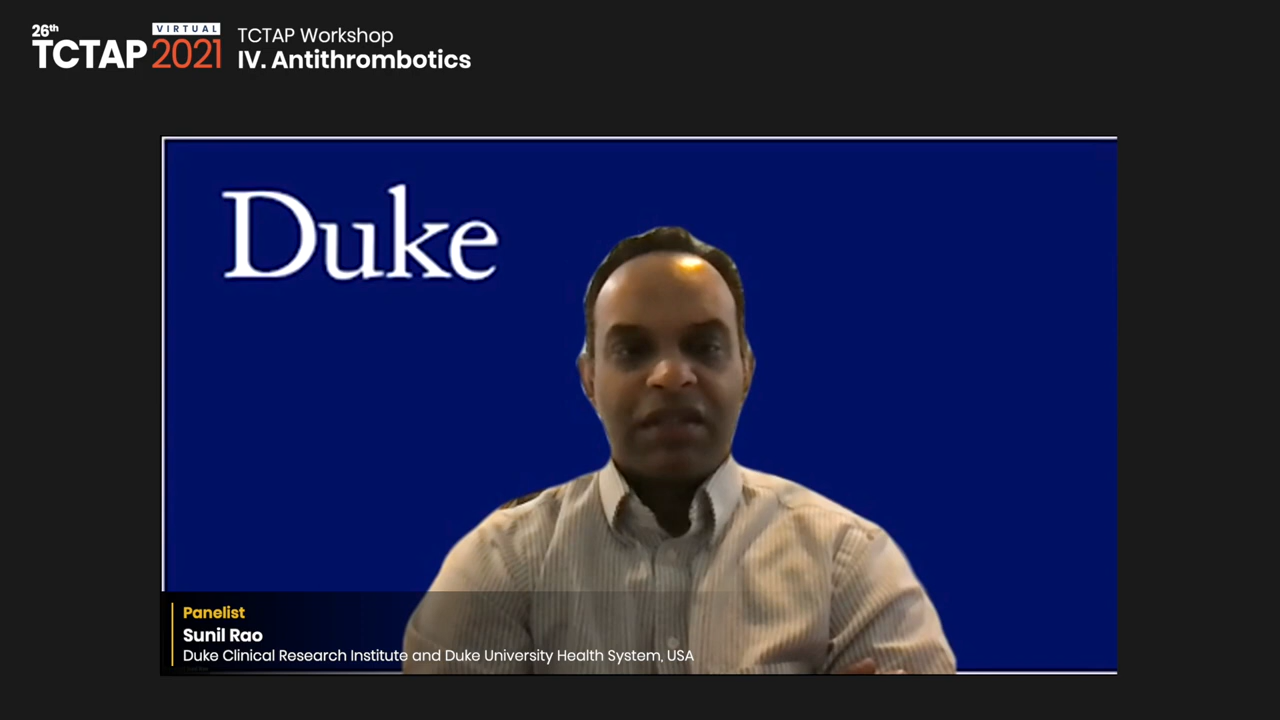 26th
VIRTUAL
TCTAP 2021
TCTAP Workshop
IV. Antithrombotics
Duke
Panelist
Sunil Rao
Duke Clinical Research Institute and Duke University Health System, USA